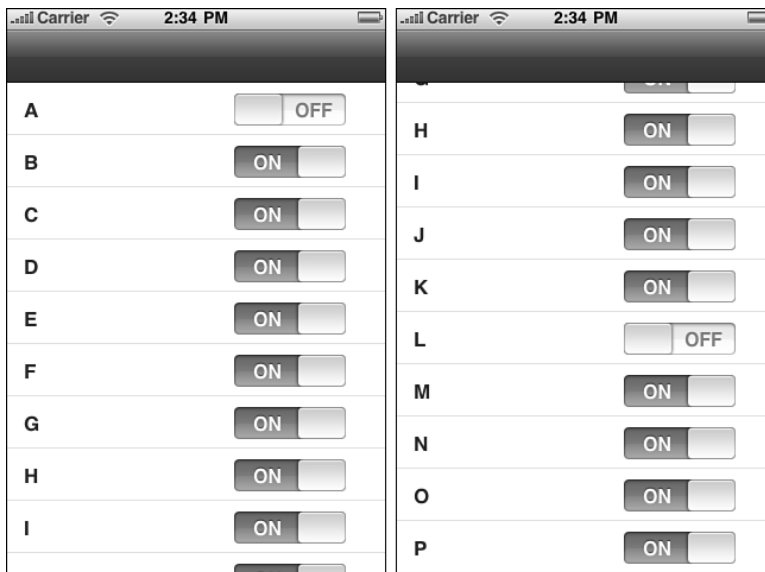 Carrier 2:34 PM
A OFF
B ON
C ON
D ON
E ON
F ON
G ON
H ON
I ON
Carrier 2:34 PM
H ON
I ON
J ON
K ON
L OFF
M ON
N ON
O ON
P ON